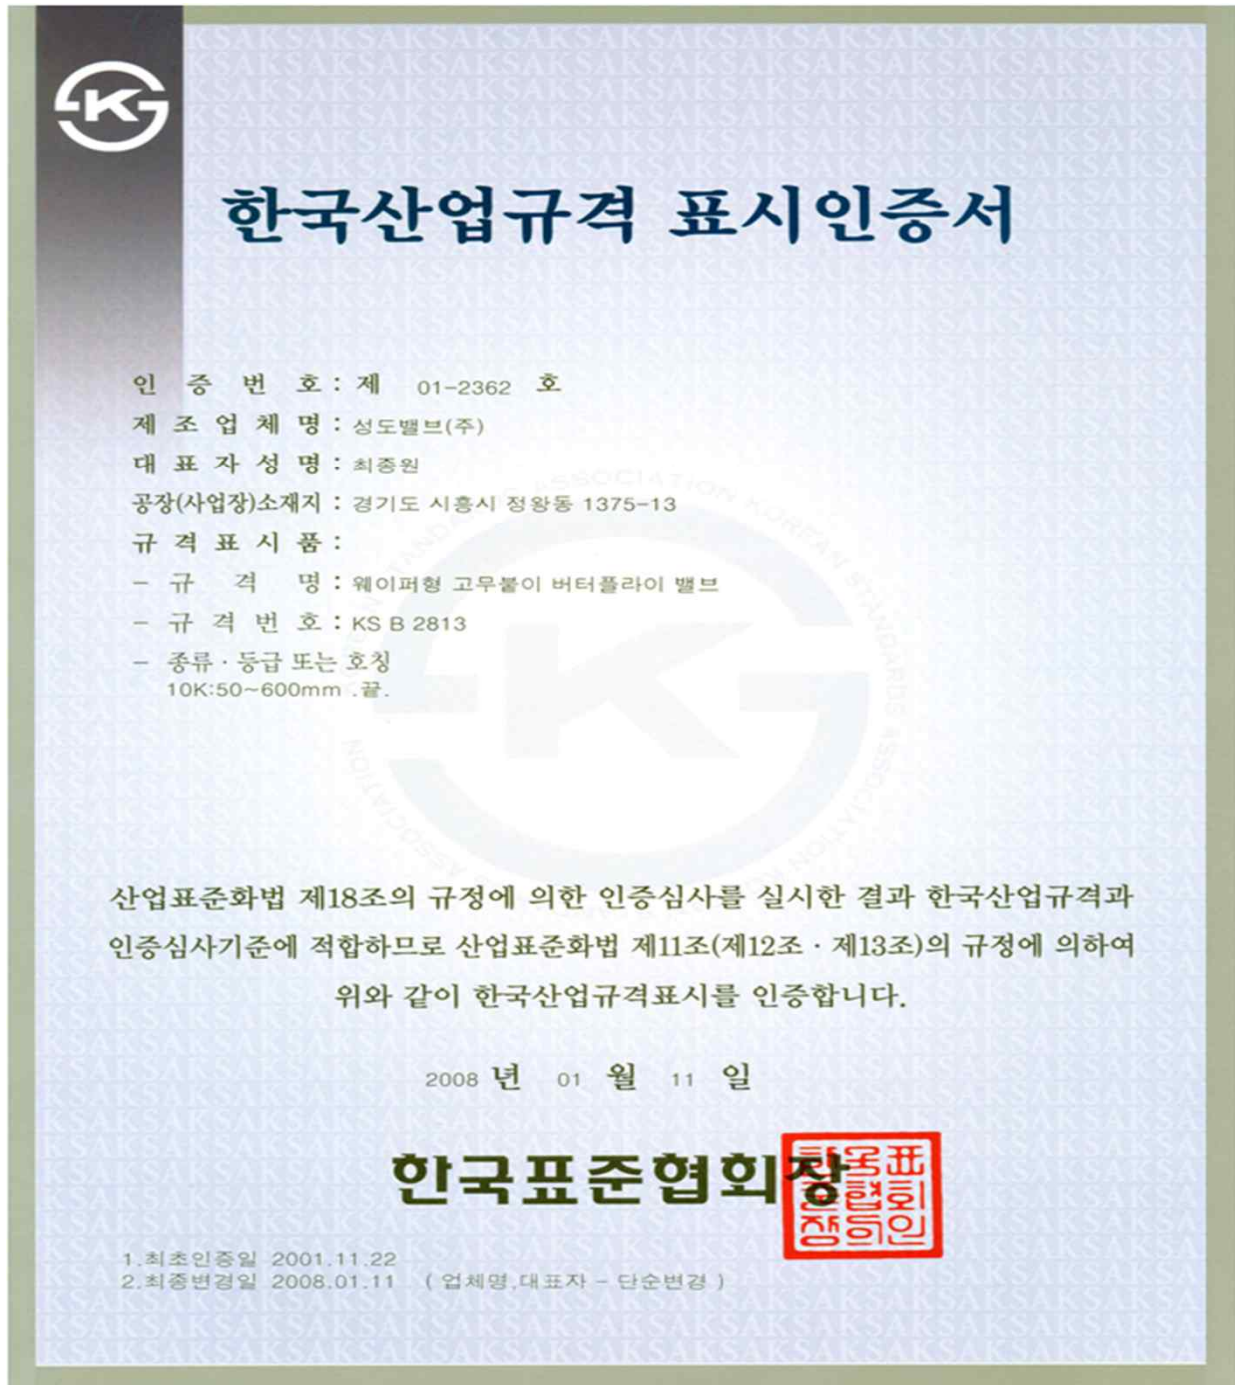 한국산업규격 표시인증서
인 증 번 호 : 제 01-2362 호
제 조 업 체 명 : 성도밸브(주)
대 표 자 성 명 : 최종원
공장(사업장)소재지 : 경기도 시흥시 정왕동 1375-13
규 격 표 시 품 :
- 규 격 명 : 웨이퍼형 고무붙이 버터플라이 밸브
- 규 격 번 호 : KS B 2813
- 종류 · 등급 또는 호칭
10K:50~600mm .끝.
산업표준화법 제18조의 규정에 의한 인증심사를 실시한 결과 한국산업규격과
인증심사기준에 적합하므로 산업표준화법 제11조(제12조 · 제13조)의 규정에 의하여
위와 같이 한국산업규격표시를 인증합니다.
2008 년 01 월 11 일
한국표준협회장
1.최초인증일 2001.11.22
2.최종변경일 2008.01.11 ( 업체명,대표자 - 단순변경 )